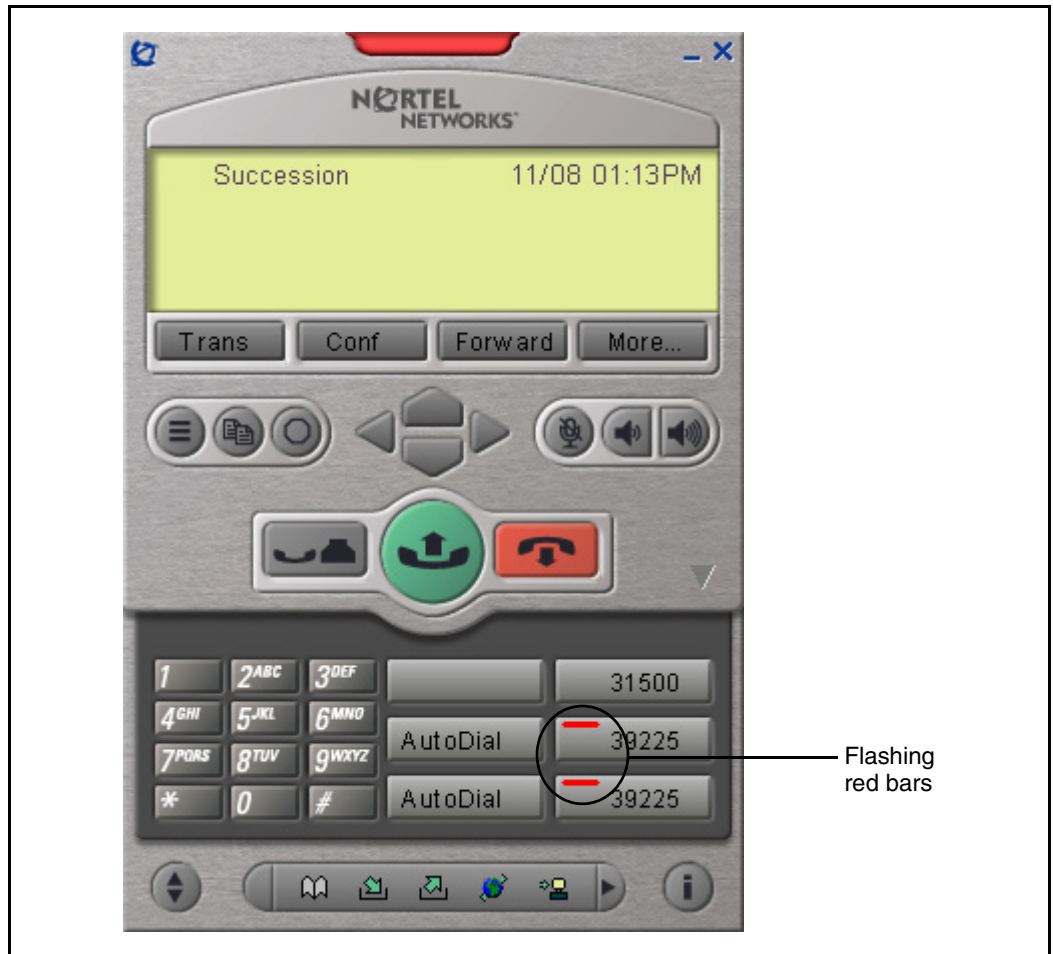 NORTEL
NETWORKS
Succession 11/08 01:13PM
Trans Conf Forward More...
1 2ABC 3DEF
31500
4GHI 5JKL 6MNO
AutoDial 39225
7PQRS 8TUV 9WXYZ
* 0 #
AutoDial 39225
Flashing
red bars